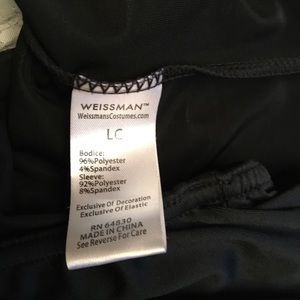 WEISSMAN™
WeissmansCostumes.com
LC
Bodice:
96%Polyester
4%Spandex
Sleeve:
92%Polyester
8%Spandex
Exclusive Of Decoration
Exclusive Of Elastic
RN 64830
MADE IN CHINA
See Reverse For Care